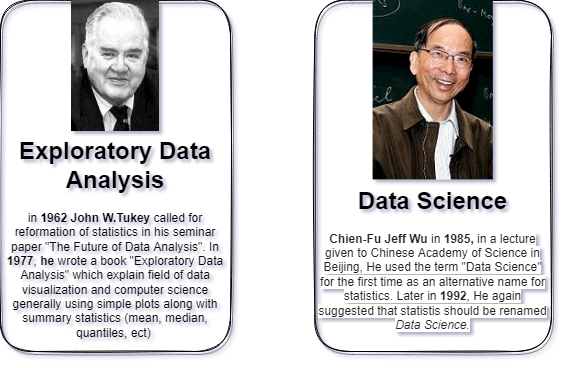 Exploratory Data
Analysis
in 1962 John W.Tukey called for
reformation of statistics in his seminar
paper "The Future of Data Analysis". In
1977, he wrote a book "Exploratory Data
Analysis" which explain field of data
visualization and computer science
generally using simple plots along with
summary statistics (mean, median,
quantiles, ect)
Data Science
Chien-Fu Jeff Wu in 1985, in a lecture
given to Chinese Academy of Science in
Beijing, He used the term "Data Science"
for the first time as an alternative name for
statistics. Later in 1992, He again
suggested that statistis should be renamed
Data Science.